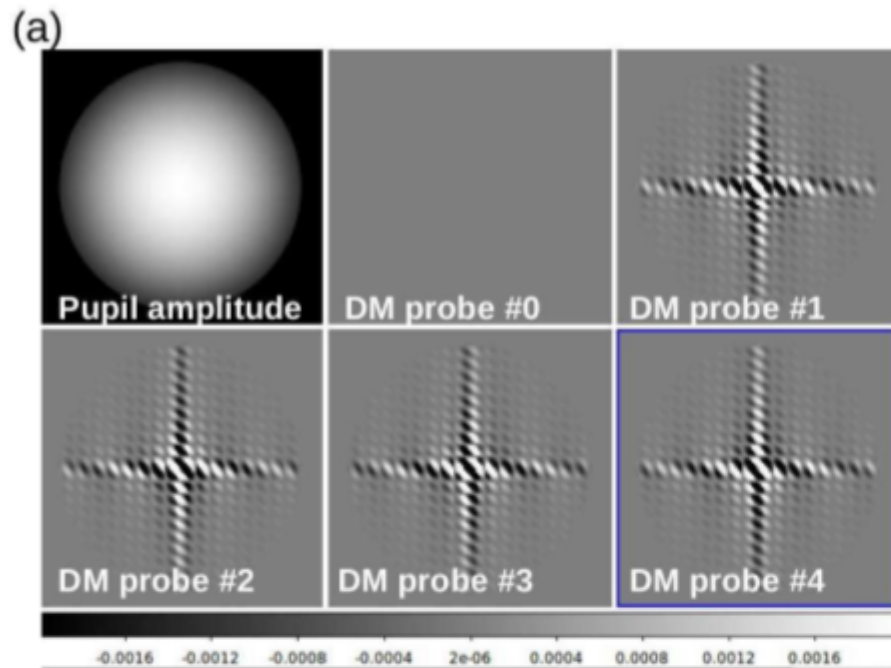 (a)
Pupil amplitude DM probe #0 DM probe #1
DM probe #2 DM probe #3 DM probe #4
-0.0016 -0.0012 -0.0008 -0.0004 2e-06 0.0004 0.0008 0.0012 0.0016